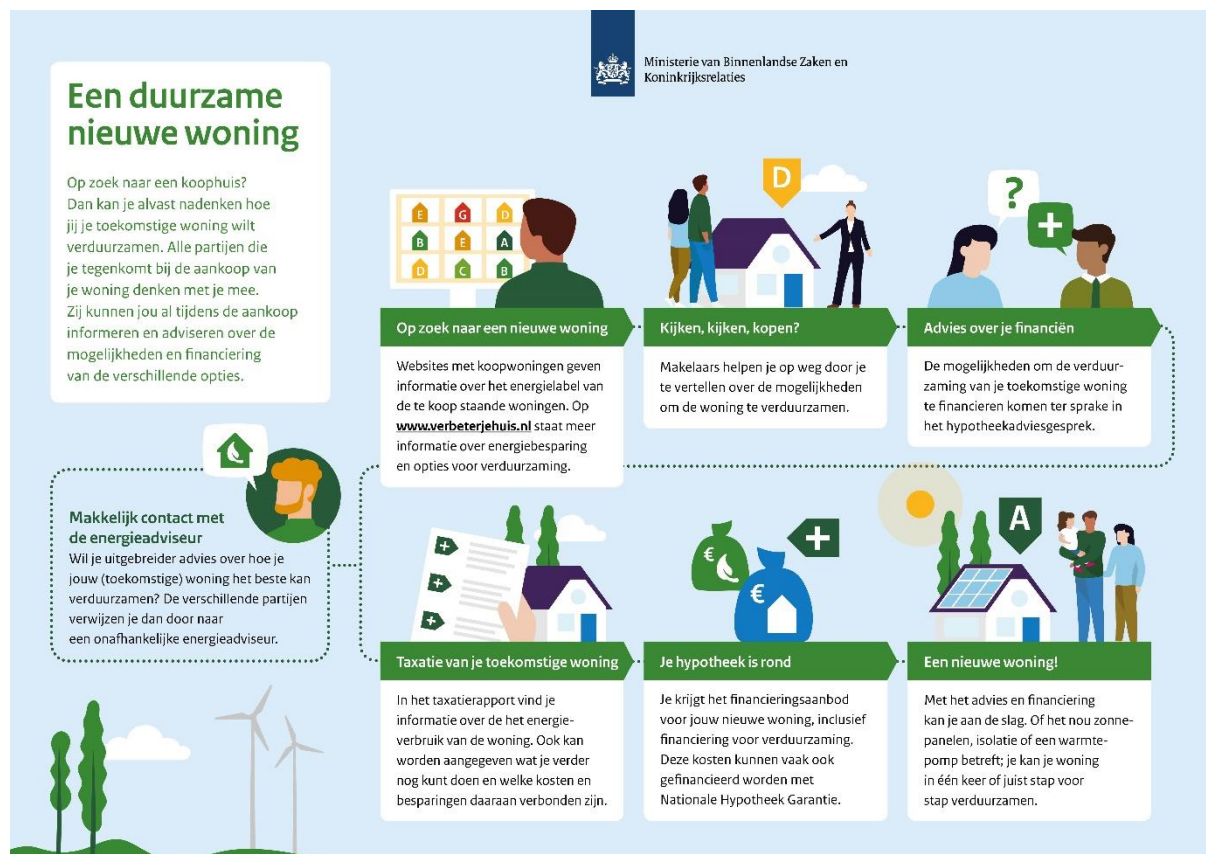 Ministerie van Binnenlandse Zaken en
Koninkrijksrelaties
Een duurzame
nieuwe woning
Op zoek naar een koophuis?
Dan kan je alvast nadenken hoe
jij je toekomstige woning wilt
verduurzamen. Alle partijen die
je tegenkomt bij de aankoop van
je woning denken met je mee.
Zij kunnen jou al tijdens de aankoop
informeren en adviseren over de
mogelijkheden en financiering
van de verschillende opties.
E G D
B E A
D C B
Op zoek naar een nieuwe woning
Websites met koopwoningen geven
informatie over het energielabel van
de te koop staande woningen. Op
www.verbeterjehuis.nl staat meer
informatie over energiebesparing
en opties voor verduurzaming.
D
Kijken, kijken, kopen?
Makelaars helpen je op weg door je
te vertellen over de mogelijkheden
om de woning te verduurzamen.
?
+
Advies over je financiën
De mogelijkheden om de verduur-
zaming van je toekomstige woning
te financieren komen ter sprake in
het hypotheekadviesgesprek.
Makkelijk contact met
de energieadviseur
Wil je uitgebreider advies over hoe je
jouw (toekomstige) woning het beste kan
verduurzamen? De verschillende partijen
verwijzen je dan door naar
een onafhankelijke energieadviseur.
+
+
+
Taxatie van je toekomstige woning
In het taxatierapport vind je
informatie over de het energie-
verbruik van de woning. Ook kan
worden aangegeven wat je verder
nog kunt doen en welke kosten en
besparingen daaraan verbonden zijn.
€
€
+
Je hypotheek is rond
Je krijgt het financieringsaanbod
voor jouw nieuwe woning, inclusief
financiering voor verduurzaming.
Deze kosten kunnen vaak ook
gefinancierd worden met
Nationale Hypotheek Garantie.
A
Een nieuwe woning!
Met het advies en financiering
kan je aan de slag. Of het nou zonne-
panelen, isolatie of een warmte-
pomp betreft; je kan je woning
in één keer of juist stap voor
stap verduurzamen.